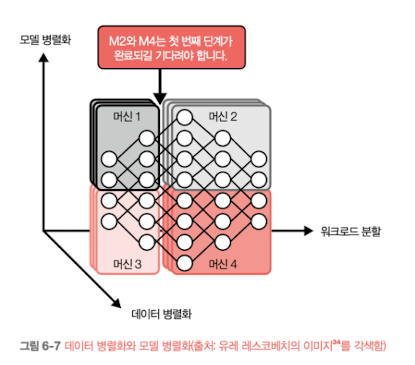 모델 병렬화
M2와 M4는 첫 번째 단계가
완료되길 기다려야 합니다.
머신 1
머신 2
워크로드 분할
머신 3
머신 4
데이터 병렬화
그림 6-7 데이터 병렬화와 모델 병렬화(출처: 유레 레스코베치의 이미지³⁴를 각색함)